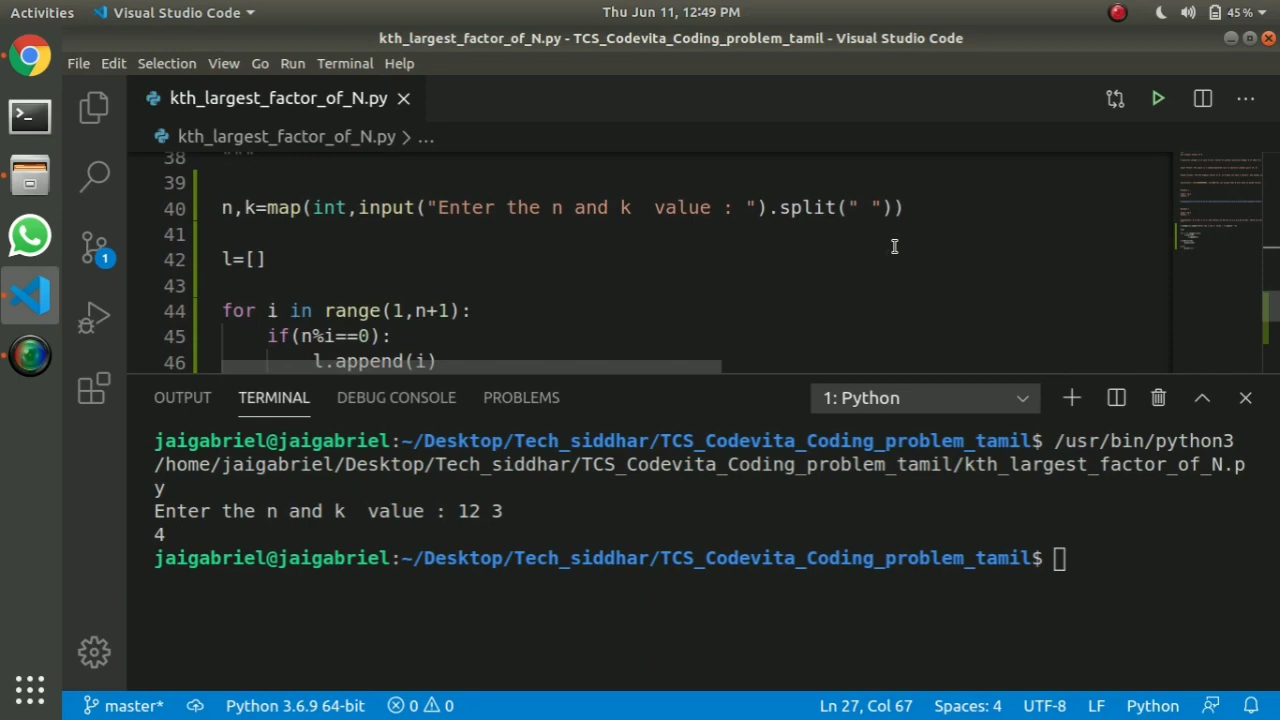 Activities Visual Studio Code Thu Jun 11, 12:49 PM 45%
kth_largest_factor_of_N.py - TCS_Codevita_Coding_problem_tamil - Visual Studio Code
File Edit Selection View Go Run Terminal Help
kth_largest_factor_of_N.py
kth_largest_factor_of_N.py > ...
38 """
39
40 n,k=map(int,input("Enter the n and k  value : ").split(" "))
41
42 l=[]
43
44 for i in range(1,n+1):
45     if(n%i==0):
46         l.append(i)
1
OUTPUT TERMINAL DEBUG CONSOLE PROBLEMS 1: Python
jaigabriel@jaigabriel:~/Desktop/Tech_siddhar/TCS_Codevita_Coding_problem_tamil$ /usr/bin/python3
/home/jaigabriel/Desktop/Tech_siddhar/TCS_Codevita_Coding_problem_tamil/kth_largest_factor_of_N.p
y
Enter the n and k  value : 12 3
4
jaigabriel@jaigabriel:~/Desktop/Tech_siddhar/TCS_Codevita_Coding_problem_tamil$
master* Python 3.6.9 64-bit 0 0 Ln 27, Col 67 Spaces: 4 UTF-8 LF Python